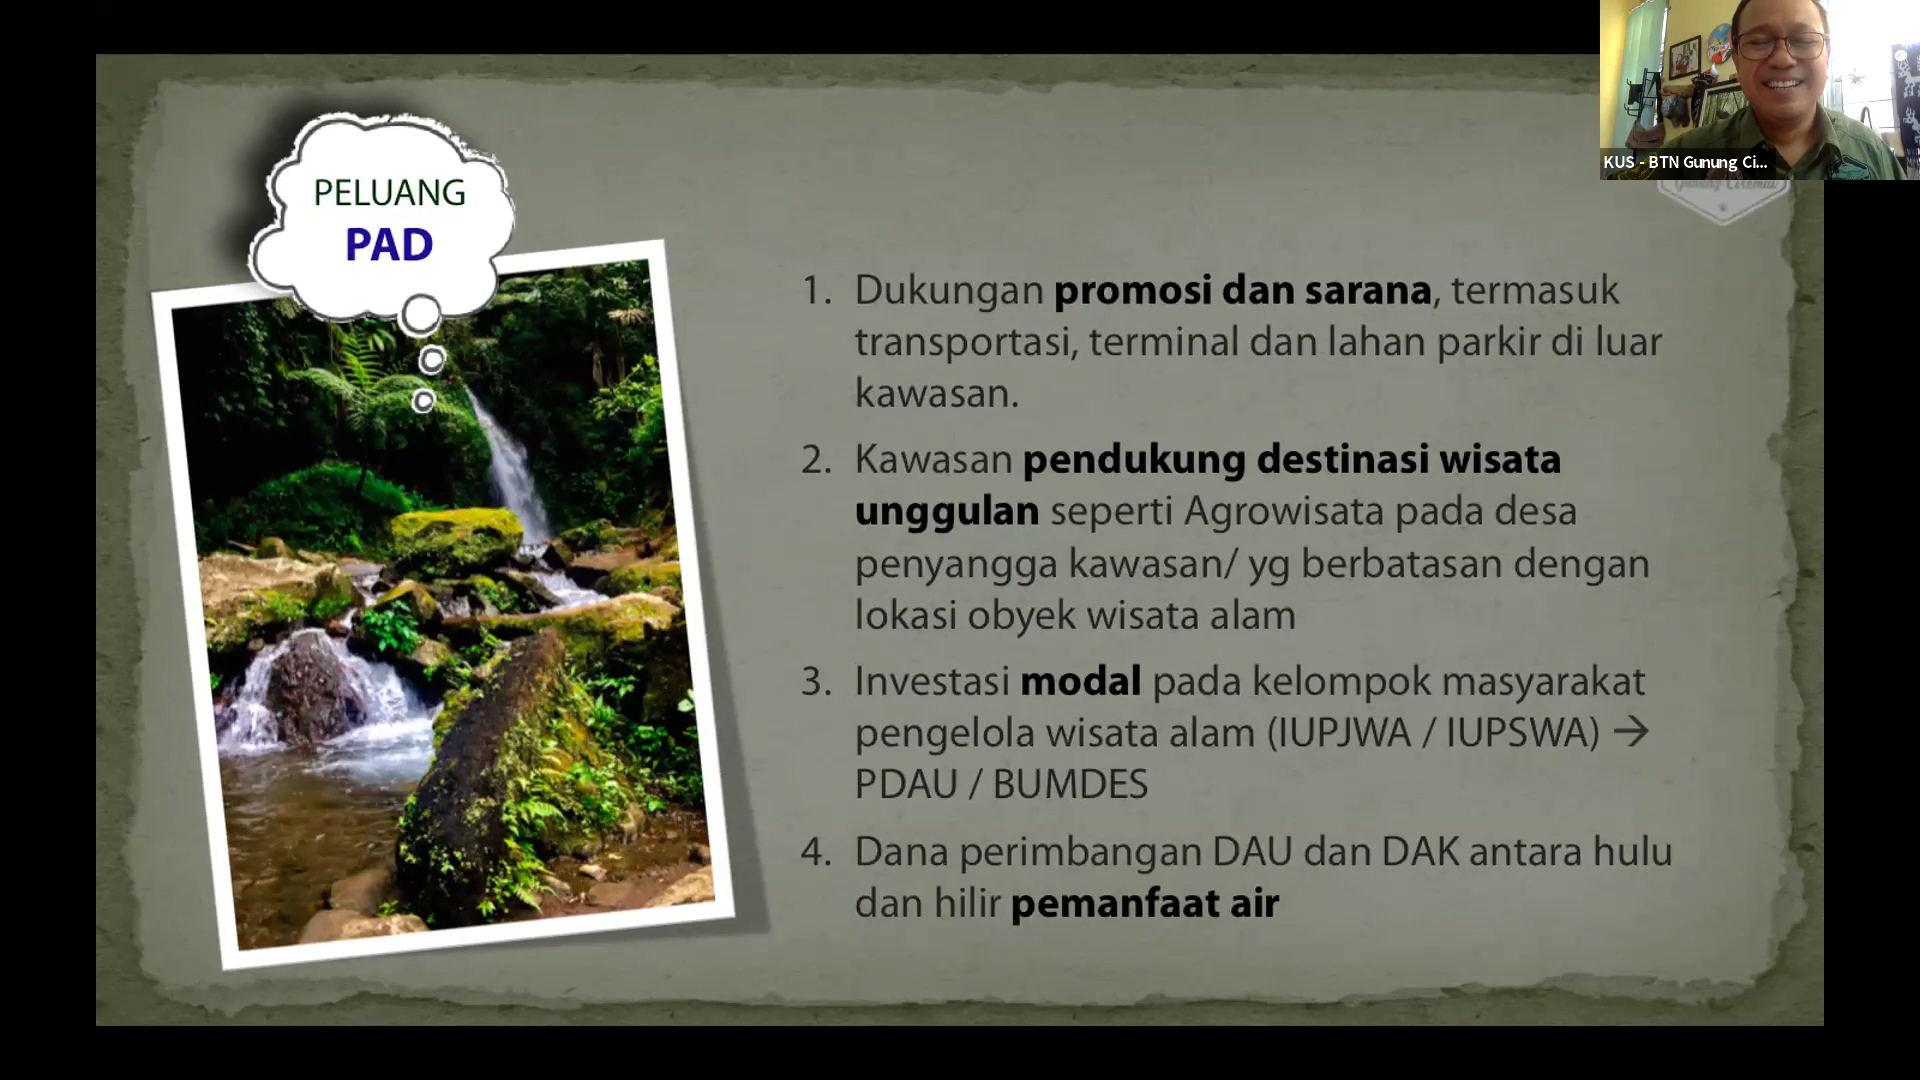 PELUANG
PAD
1. Dukungan promosi dan sarana, termasuk
transportasi, terminal dan lahan parkir di luar
kawasan.
2. Kawasan pendukung destinasi wisata
unggulan seperti Agrowisata pada desa
penyangga kawasan/ yg berbatasan dengan
lokasi obyek wisata alam
3. Investasi modal pada kelompok masyarakat
pengelola wisata alam (IUPJWA / IUPSWA) →
PDAU / BUMDES
4. Dana perimbangan DAU dan DAK antara hulu
dan hilir pemanfaat air
KUS - BTN Gunung Ci...
Gunung Ciremai